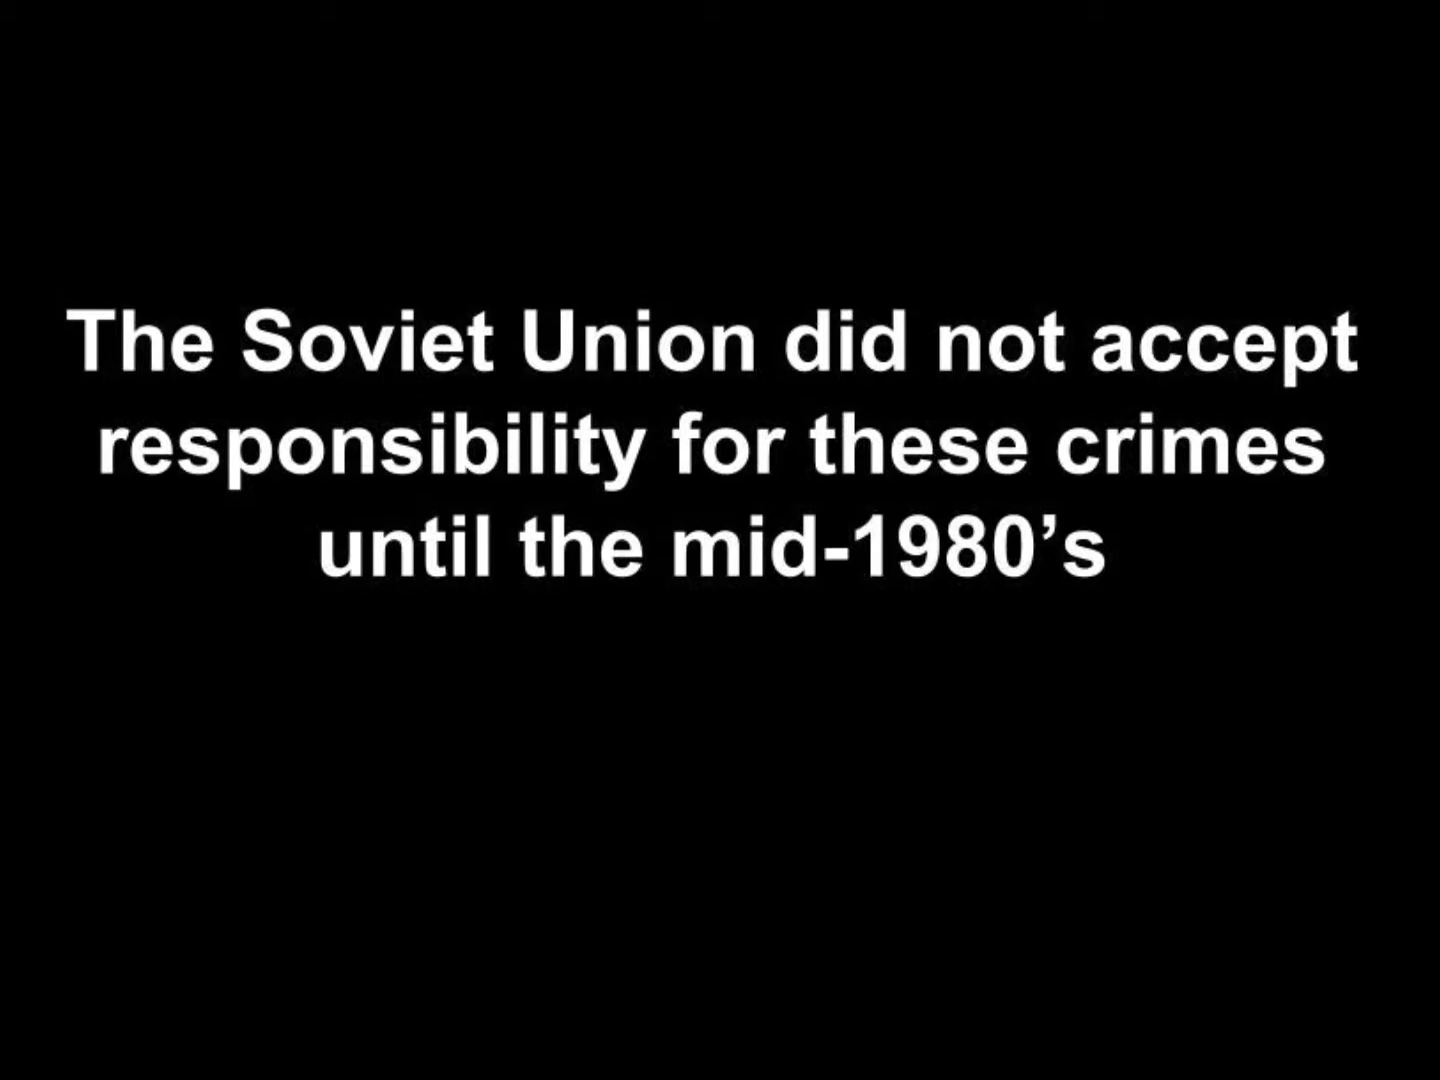 The Soviet Union did not accept
responsibility for these crimes
until the mid-1980’s